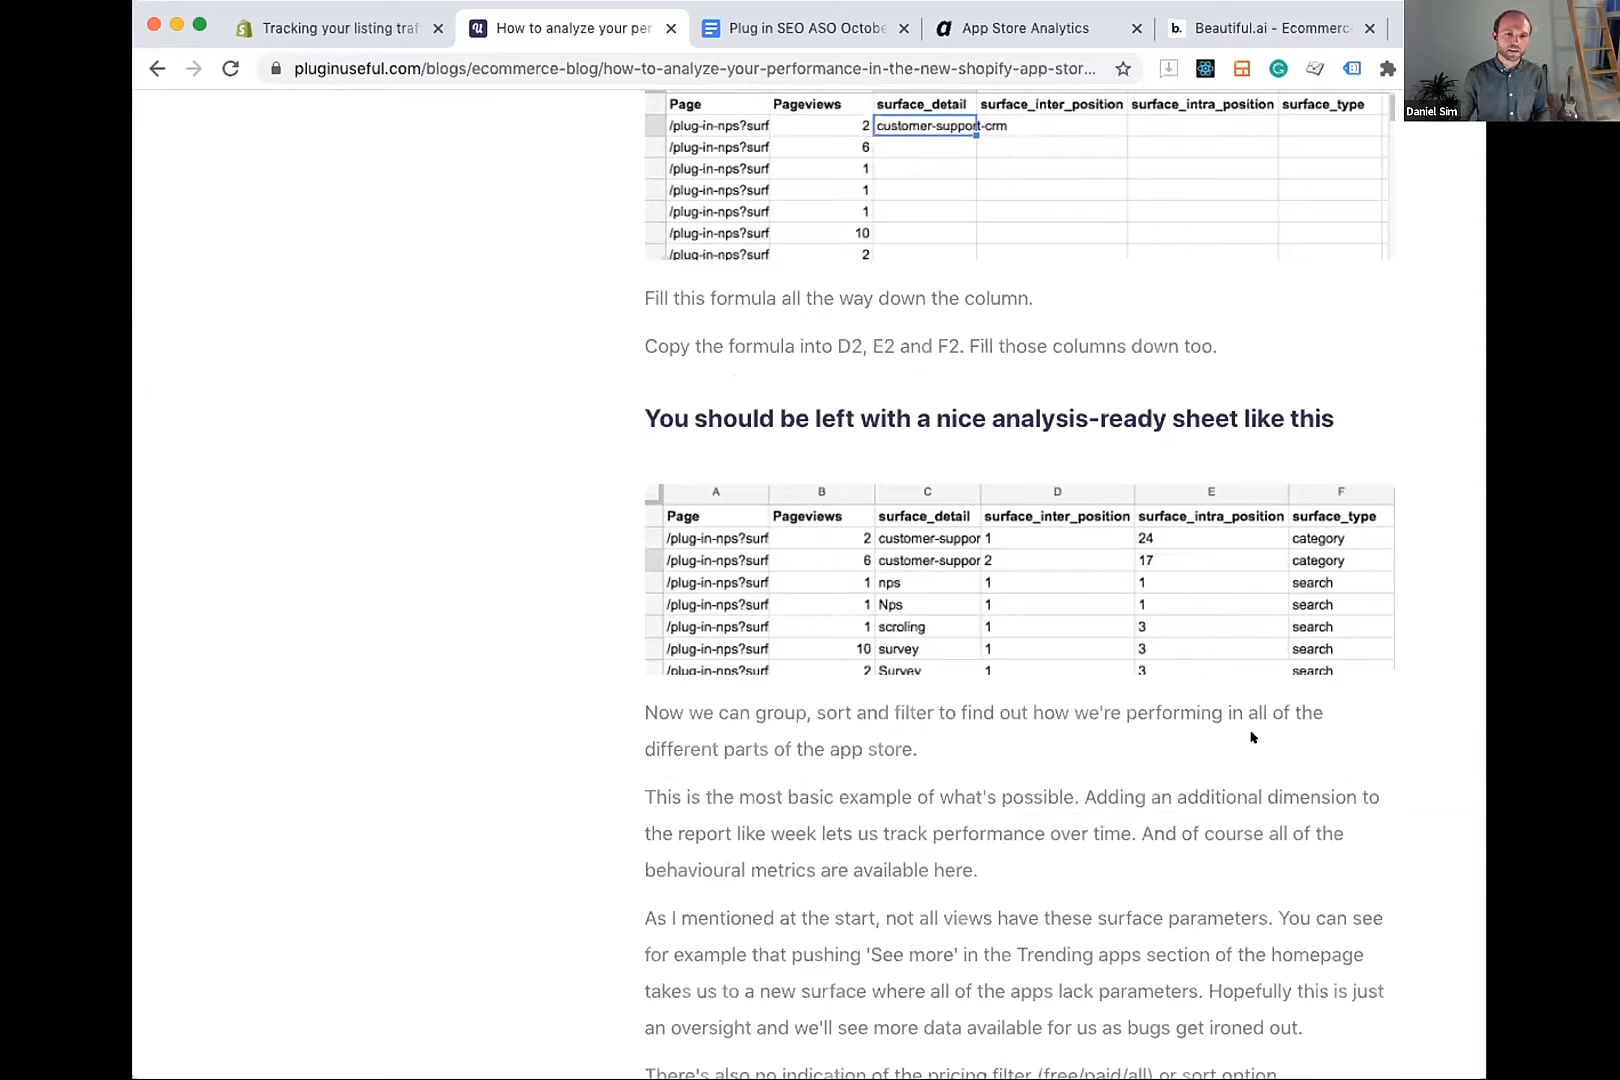 Tracking your listing traf
How to analyze your per
Plug in SEO ASO Octobe
App Store Analytics
b. Beautiful.ai - Ecommerc
pluginuseful.com/blogs/ecommerce-blog/how-to-analyze-your-performance-in-the-new-shopify-app-stor...
Daniel Sim
Page Pageviews surface_detail surface_inter_position surface_intra_position surface_type
/plug-in-nps?surf 2 customer-support-crm
/plug-in-nps?surf 6
/plug-in-nps?surf 1
/plug-in-nps?surf 1
/plug-in-nps?surf 1
/plug-in-nps?surf 10
/plug-in-nps?surf 2
Fill this formula all the way down the column.
Copy the formula into D2, E2 and F2. Fill those columns down too.
You should be left with a nice analysis-ready sheet like this
A B C D E F
Page Pageviews surface_detail surface_inter_position surface_intra_position surface_type
/plug-in-nps?surf 2 customer-suppor 1 24 category
/plug-in-nps?surf 6 customer-suppor 2 17 category
/plug-in-nps?surf 1 nps 1 1 search
/plug-in-nps?surf 1 Nps 1 1 search
/plug-in-nps?surf 1 scroling 1 3 search
/plug-in-nps?surf 10 survey 1 3 search
/plug-in-nps?surf 2 Survey 1 3 search
Now we can group, sort and filter to find out how we're performing in all of the
different parts of the app store.
This is the most basic example of what's possible. Adding an additional dimension to
the report like week lets us track performance over time. And of course all of the
behavioural metrics are available here.
As I mentioned at the start, not all views have these surface parameters. You can see
for example that pushing 'See more' in the Trending apps section of the homepage
takes us to a new surface where all of the apps lack parameters. Hopefully this is just
an oversight and we'll see more data available for us as bugs get ironed out.
There's also no indication of the pricing filter (free/paid/all) or sort option